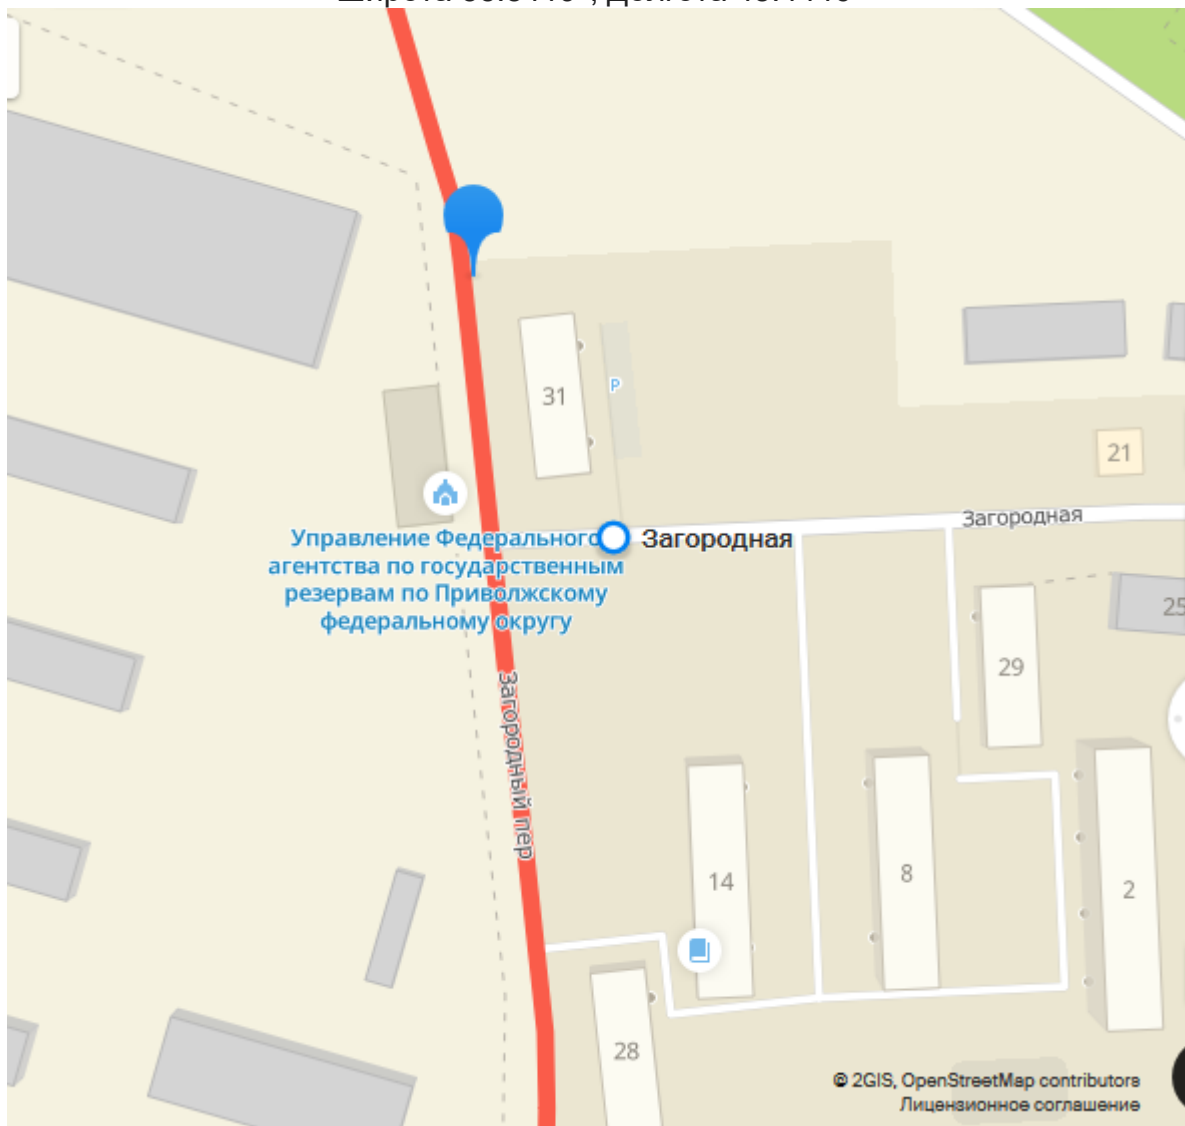 31
P
21
Загородная
Загородная
Управление Федерального
агентства по государственным
резервам по Приволжскому
федеральному округу
25
29
Загородный пер
14
8
2
28
© 2GIS, OpenStreetMap contributors
Лицензионное соглашение